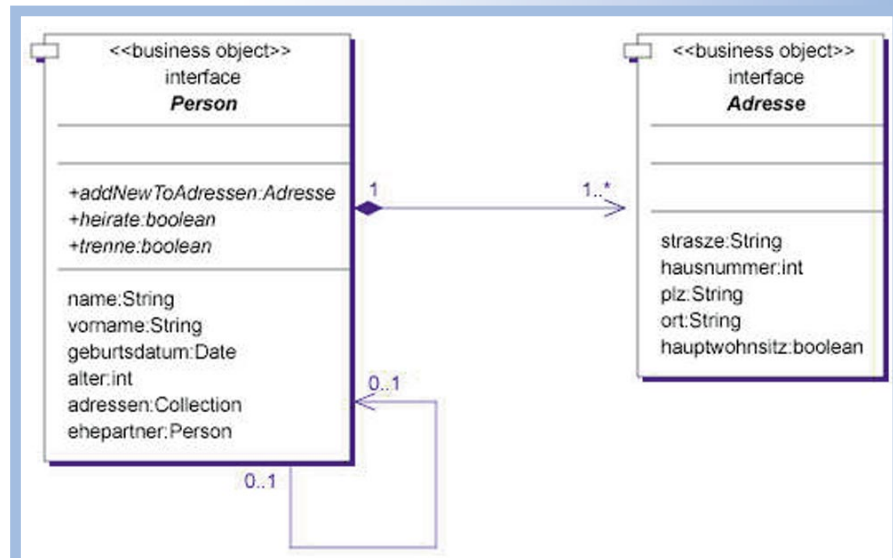 <<business object>>
interface
Person
+addNewToAdressen:Adresse
+heirate:boolean
+trenne:boolean
name:String
vorname:String
geburtsdatum:Date
alter:int
adressen:Collection
ehepartner:Person
1
1..*
0..1
0..1
<<business object>>
interface
Adresse
strasze:String
hausnummer:int
plz:String
ort:String
hauptwohnsitz:boolean